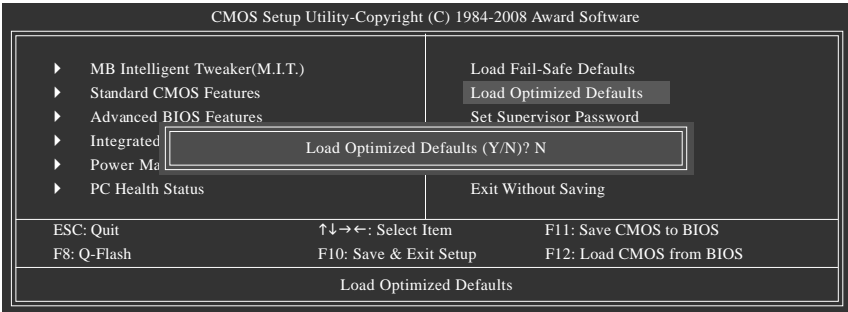 CMOS Setup Utility-Copyright (C) 1984-2008 Award Software
MB Intelligent Tweaker(M.I.T.)
Standard CMOS Features
Advanced BIOS Features
Integrated
Power Ma
PC Health Status
Load Fail-Safe Defaults
Load Optimized Defaults
Set Supervisor Password
Exit Without Saving
Load Optimized Defaults (Y/N)? N
ESC: Quit ↑↓→←: Select Item F11: Save CMOS to BIOS
F8: Q-Flash F10: Save & Exit Setup F12: Load CMOS from BIOS
Load Optimized Defaults